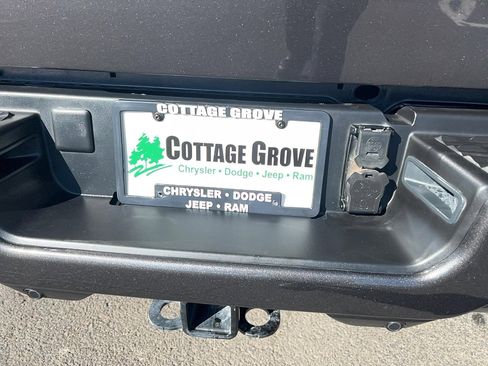 COTTAGE GROVE
COTTAGE GROVE
Chrysler • Dodge • Jeep • Ram
CHRYSLER • DODGE
JEEP • RAM